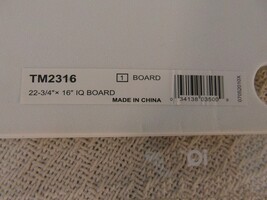 TM2316
1 BOARD
22-3/4"× 16" IQ BOARD
MADE IN CHINA